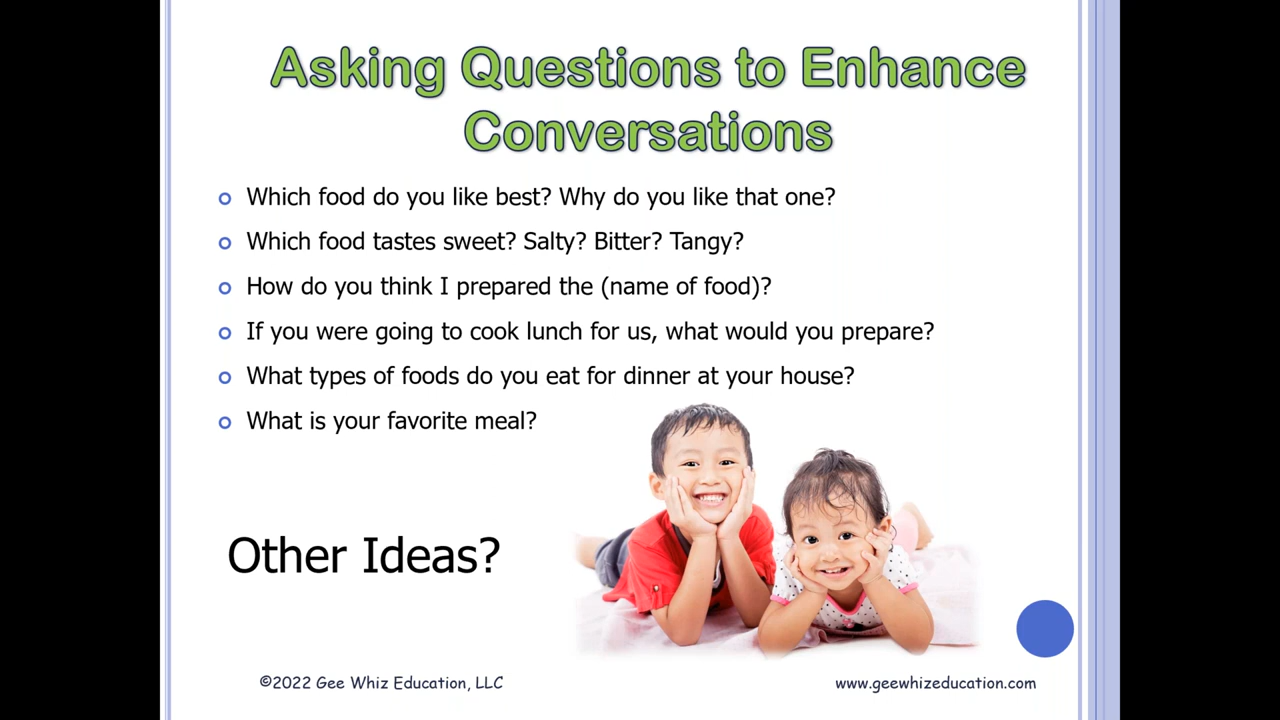 Asking Questions to Enhance
Conversations
Which food do you like best? Why do you like that one?
Which food tastes sweet? Salty? Bitter? Tangy?
How do you think I prepared the (name of food)?
If you were going to cook lunch for us, what would you prepare?
What types of foods do you eat for dinner at your house?
What is your favorite meal?
Other Ideas?
©2022 Gee Whiz Education, LLC
www.geewhizeducation.com